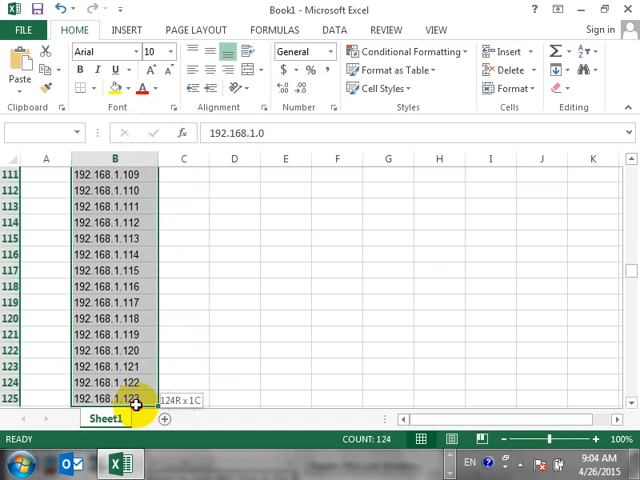 Book1 - Microsoft Excel
FILE HOME INSERT PAGE LAYOUT FORMULAS DATA REVIEW VIEW Sign in
Paste Arial 10 General Conditional Formatting Insert
B I U $ % , Format as Table Delete
Cell Styles Format
Clipboard Font Alignment Number Styles Cells Editing
fx 192.168.1.0
A B C D E F G H I J K
111 192.168.1.109
112 192.168.1.110
113 192.168.1.111
114 192.168.1.112
115 192.168.1.113
116 192.168.1.114
117 192.168.1.115
118 192.168.1.116
119 192.168.1.117
120 192.168.1.118
121 192.168.1.119
122 192.168.1.120
123 192.168.1.121
124 192.168.1.122
125 192.168.1.123 124R x 1C
Sheet1
READY COUNT: 124 100%
EN 9:04 AM
4/26/2015